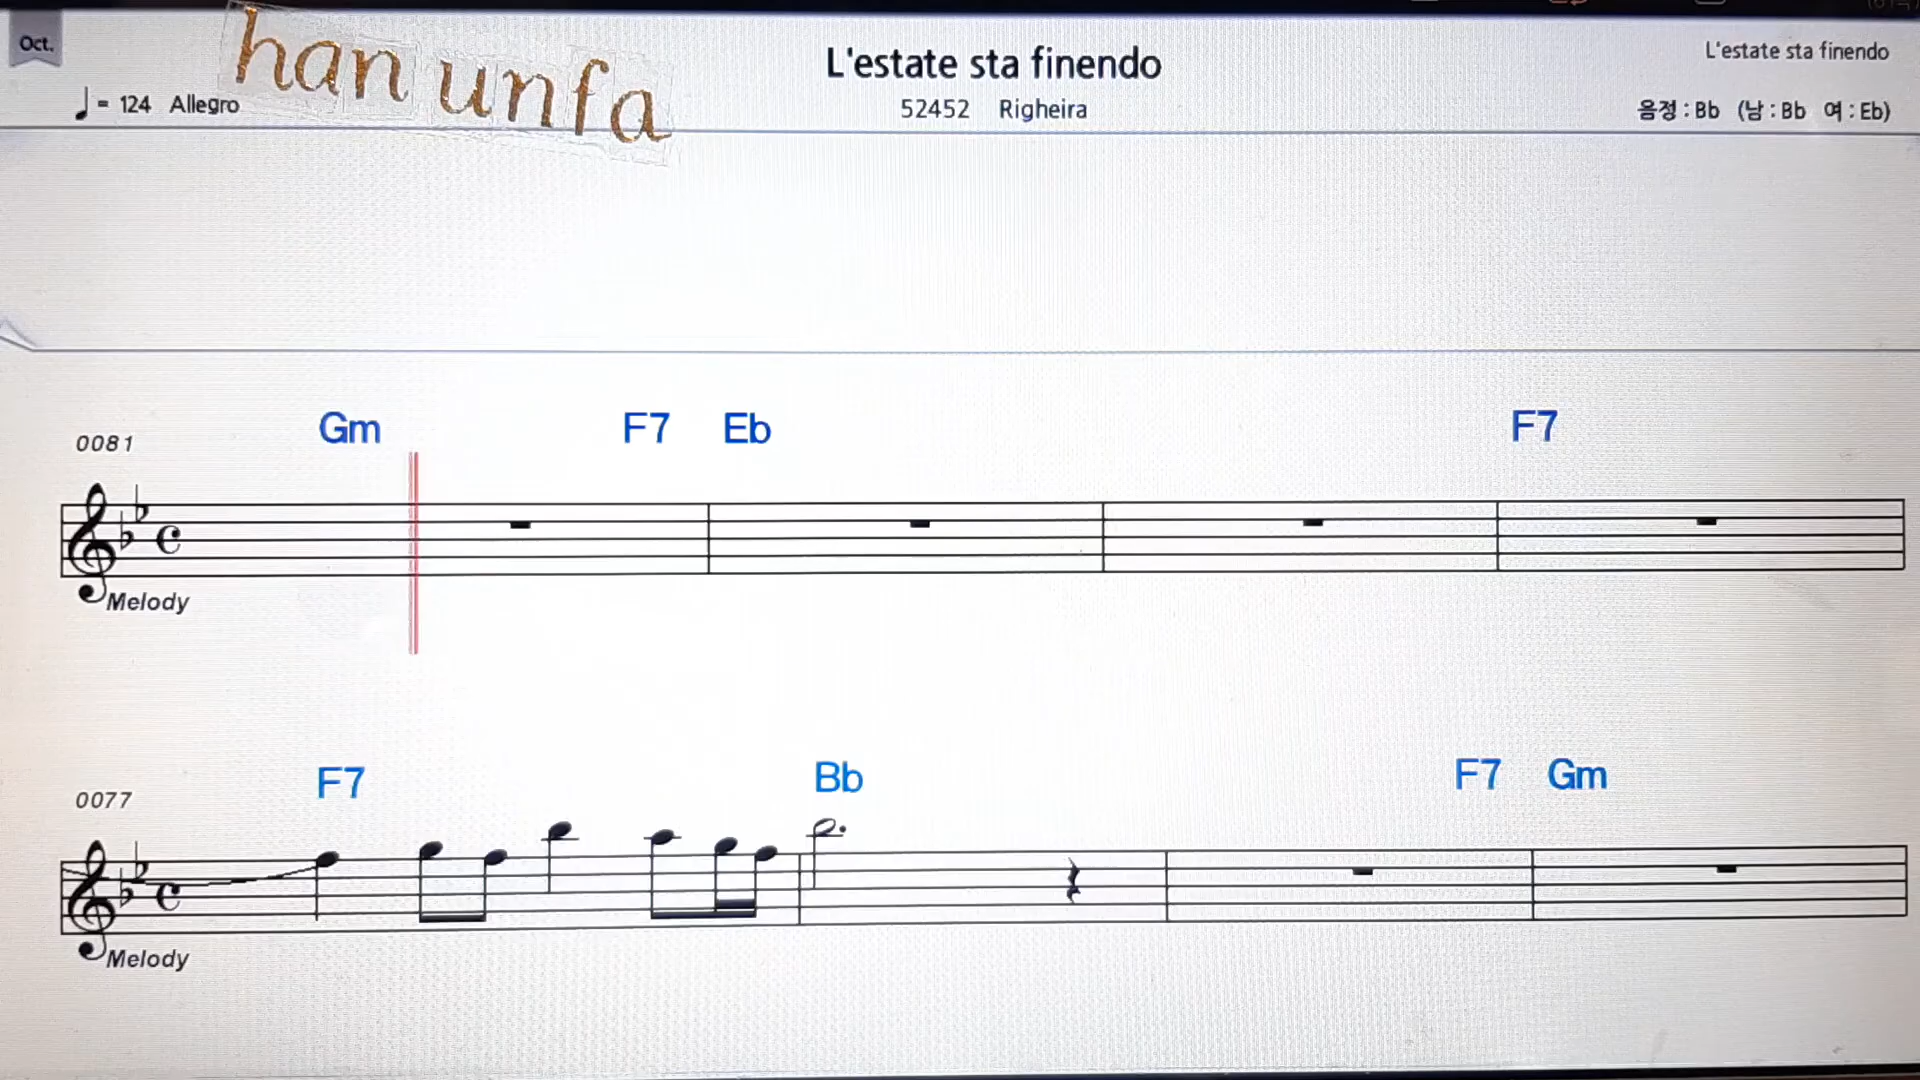 Oct.
han unfa
L'estate sta finendo
L'estate sta finendo
♩ = 124 Allegro
52452 Righeira
음정 : Bb (남 : Bb 여 : Eb)
Gm F7 Eb F7
0081
Melody
F7 Bb F7 Gm
0077
Melody